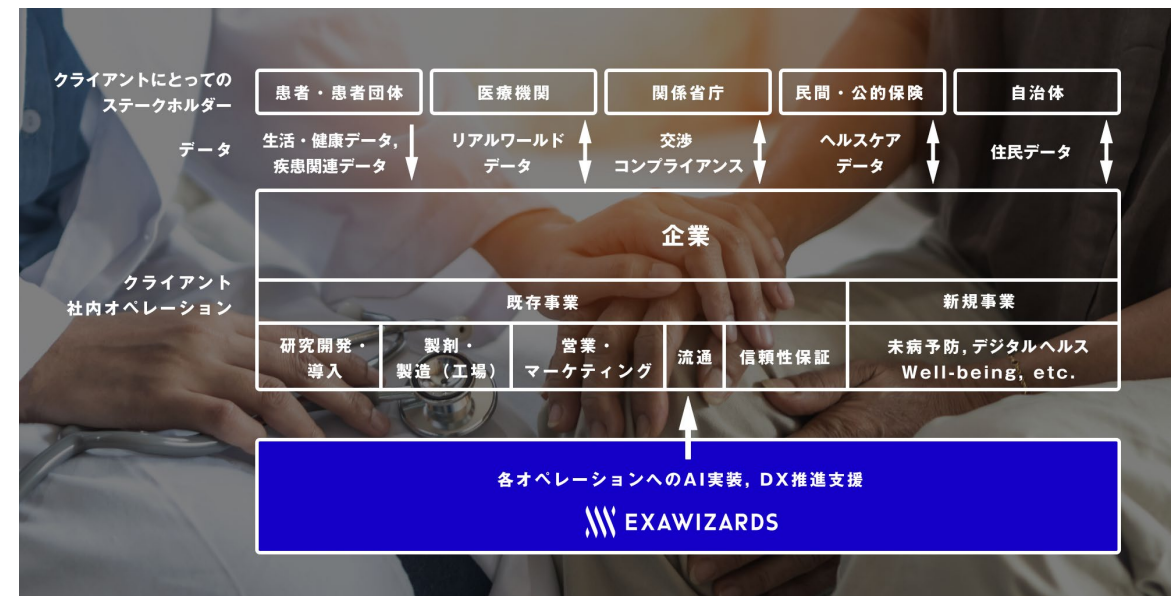 クライアントにとっての
ステークホルダー
患者・患者団体
医療機関
関係省庁
民間・公的保険
自治体
データ
生活・健康データ,
疾患関連データ
リアルワールド
データ
交渉
コンプライアンス
ヘルスケア
データ
住民データ
クライアント
社内オペレーション
企業
既存事業
新規事業
研究開発・
導入
製剤・
製造（工場）
営業・
マーケティング
流通
信頼性保証
未病予防,デジタルヘルス
Well-being, etc.
各オペレーションへのAI実装, DX推進支援
EXAWIZARDS